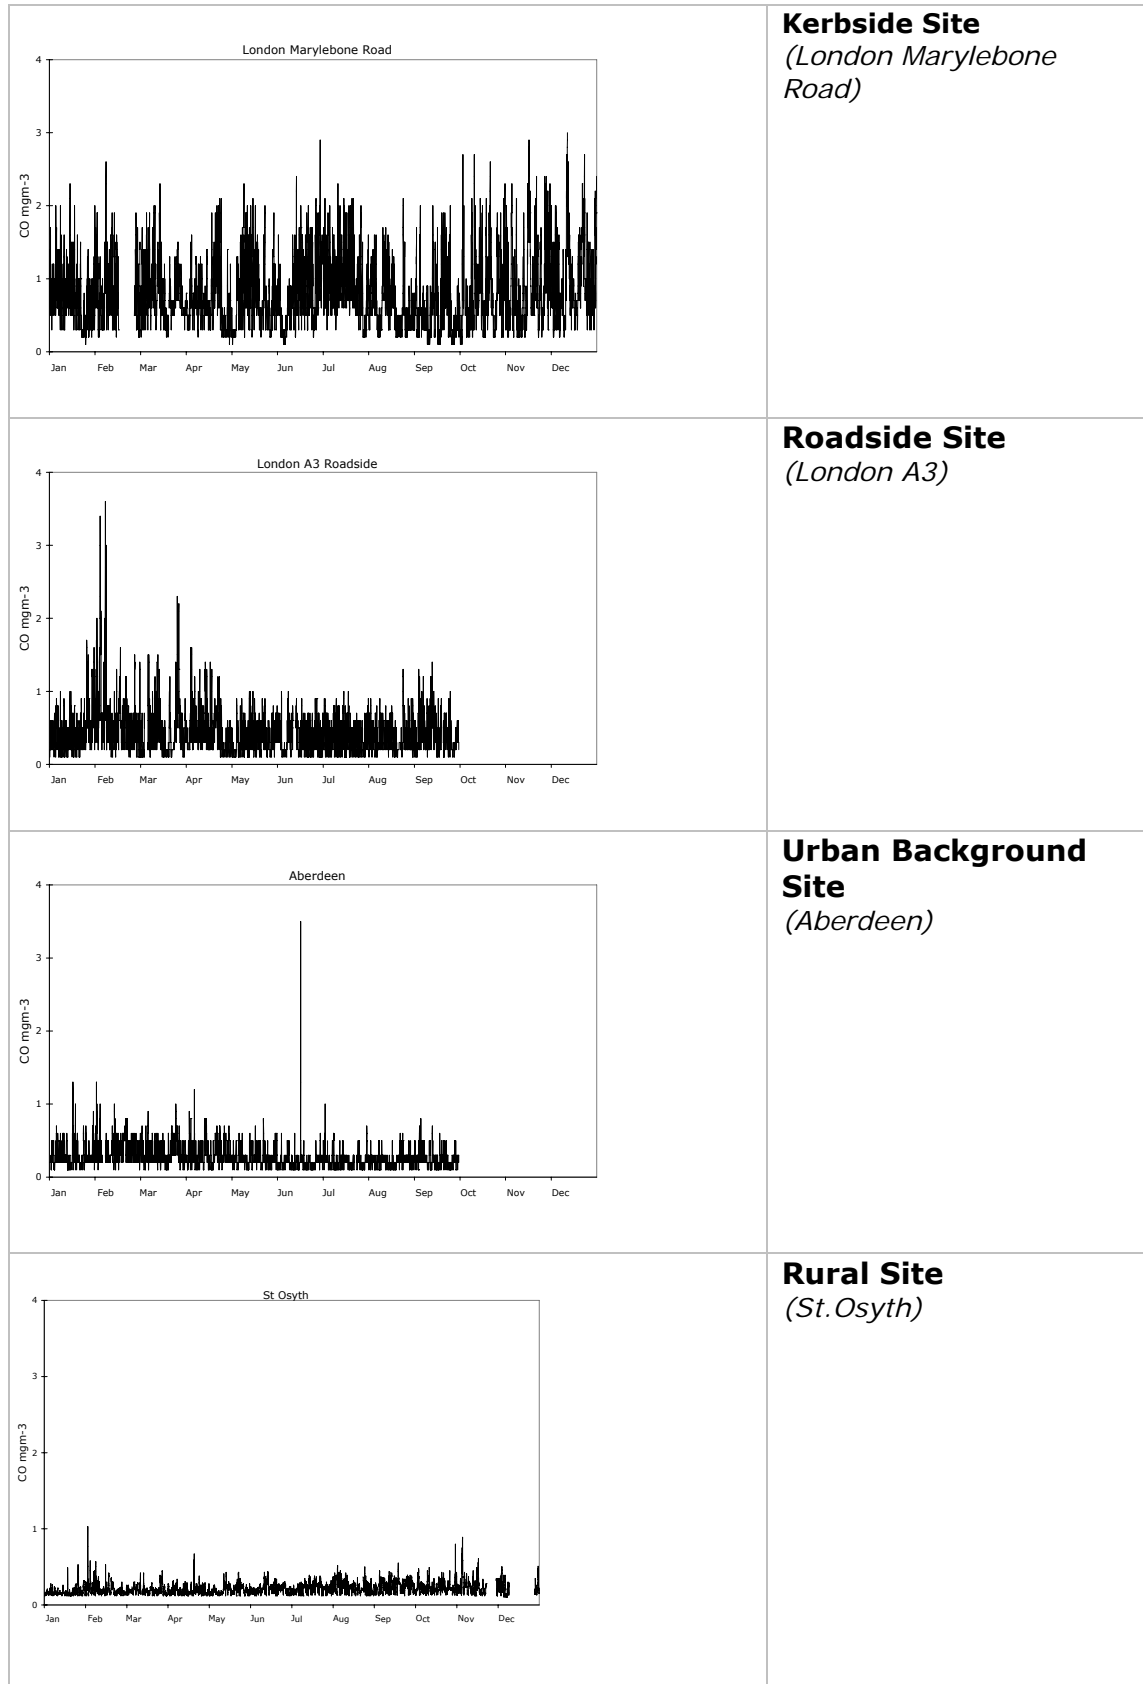 London Marylebone Road
4
3
2
1
0
CO mgm-3
Jan Feb Mar Apr May Jun Jul Aug Sep Oct Nov Dec
Kerbside Site
(London Marylebone
Road)
London A3 Roadside
4
3
2
1
0
CO mgm-3
Jan Feb Mar Apr May Jun Jul Aug Sep Oct Nov Dec
Roadside Site
(London A3)
Aberdeen
4
3
2
1
0
CO mgm-3
Jan Feb Mar Apr May Jun Jul Aug Sep Oct Nov Dec
Urban Background
Site
(Aberdeen)
St Osyth
4
3
2
1
0
CO mgm-3
Jan Feb Mar Apr May Jun Jul Aug Sep Oct Nov Dec
Rural Site
(St.Osyth)